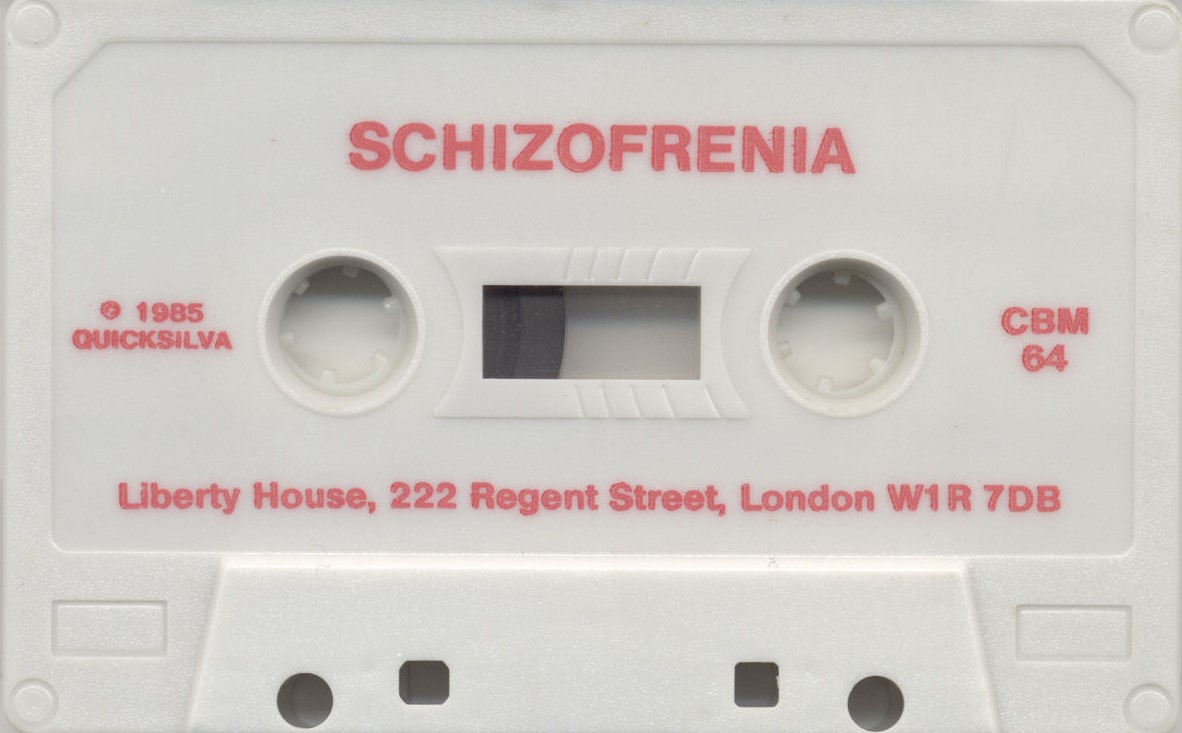 SCHIZOFRENIA
℗ 1985
QUICKSILVA
CBM
64
Liberty House, 222 Regent Street, London W1R 7DB